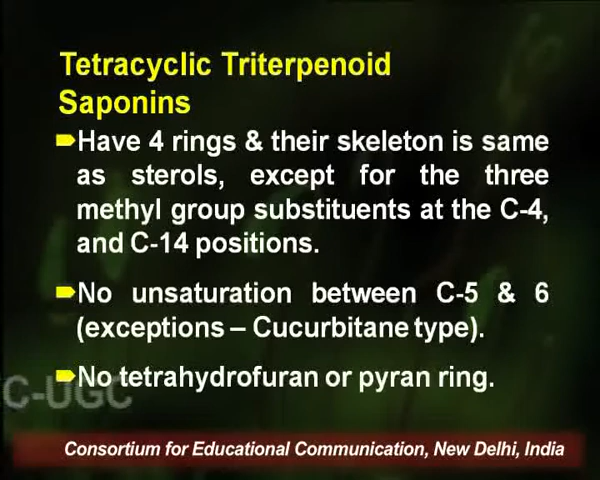 Tetracyclic Triterpenoid
Saponins
Have 4 rings & their skeleton is same
as sterols, except for the three
methyl group substituents at the C-4,
and C-14 positions.
No unsaturation between C-5 & 6
(exceptions – Cucurbitane type).
No tetrahydrofuran or pyran ring.
C-UGC
Consortium for Educational Communication, New Delhi, India